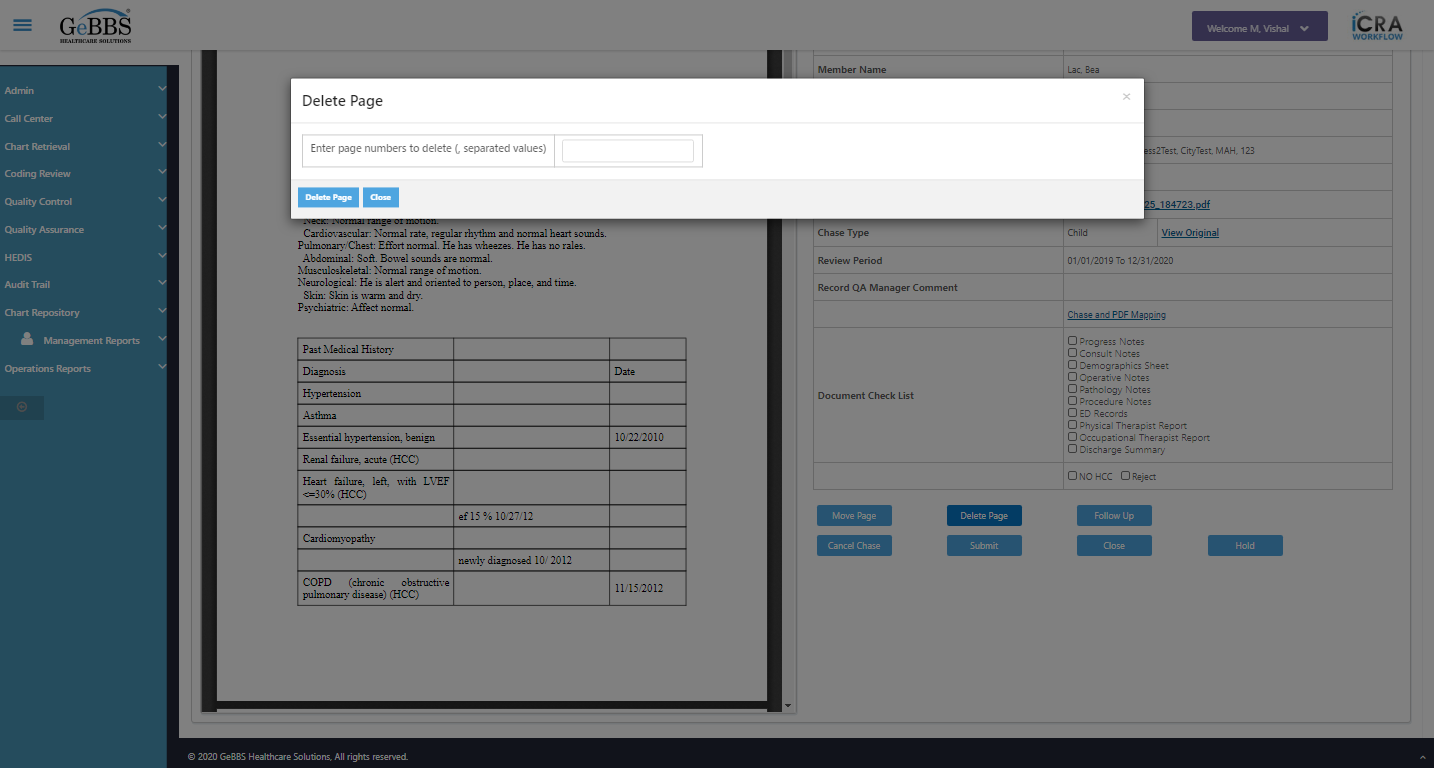 GeBBS
HEALTHCARE SOLUTIONS
Welcome M, Vishal
iCRA
WORKFLOW
Admin
Call Center
Chart Retrieval
Coding Review
Quality Control
Quality Assurance
HEDIS
Audit Trail
Chart Repository
Management Reports
Operations Reports
Delete Page
×
Enter page numbers to delete (, separated values)
Delete Page
Close
Neck: Normal range of motion.
Cardiovascular: Normal rate, regular rhythm and normal heart sounds.
Pulmonary/Chest: Effort normal. He has wheezes. He has no rales.
Abdominal: Soft. Bowel sounds are normal.
Musculoskeletal: Normal range of motion.
Neurological: He is alert and oriented to person, place, and time.
Skin: Skin is warm and dry.
Psychiatric: Affect normal.
Past Medical History
Diagnosis Date
Hypertension
Asthma
Essential hypertension, benign 10/22/2010
Renal failure, acute (HCC)
Heart failure, left, with LVEF
<=30% (HCC)
ef 15 % 10/27/12
Cardiomyopathy
newly diagnosed 10/ 2012
COPD (chronic obstructive
pulmonary disease) (HCC) 11/15/2012
Member Name Lac, Bea
ess2Test, CityTest, MAH, 123
25_184723.pdf
Chase Type Child View Original
Review Period 01/01/2019 To 12/31/2020
Record QA Manager Comment
Chase and PDF Mapping
Document Check List
Progress Notes
Consult Notes
Demographics Sheet
Operative Notes
Pathology Notes
Procedure Notes
ED Records
Physical Therapist Report
Occupational Therapist Report
Discharge Summary
NO HCC Reject
Move Page Delete Page Follow Up
Cancel Chase Submit Close Hold
© 2020 GeBBS Healthcare Solutions, All rights reserved.